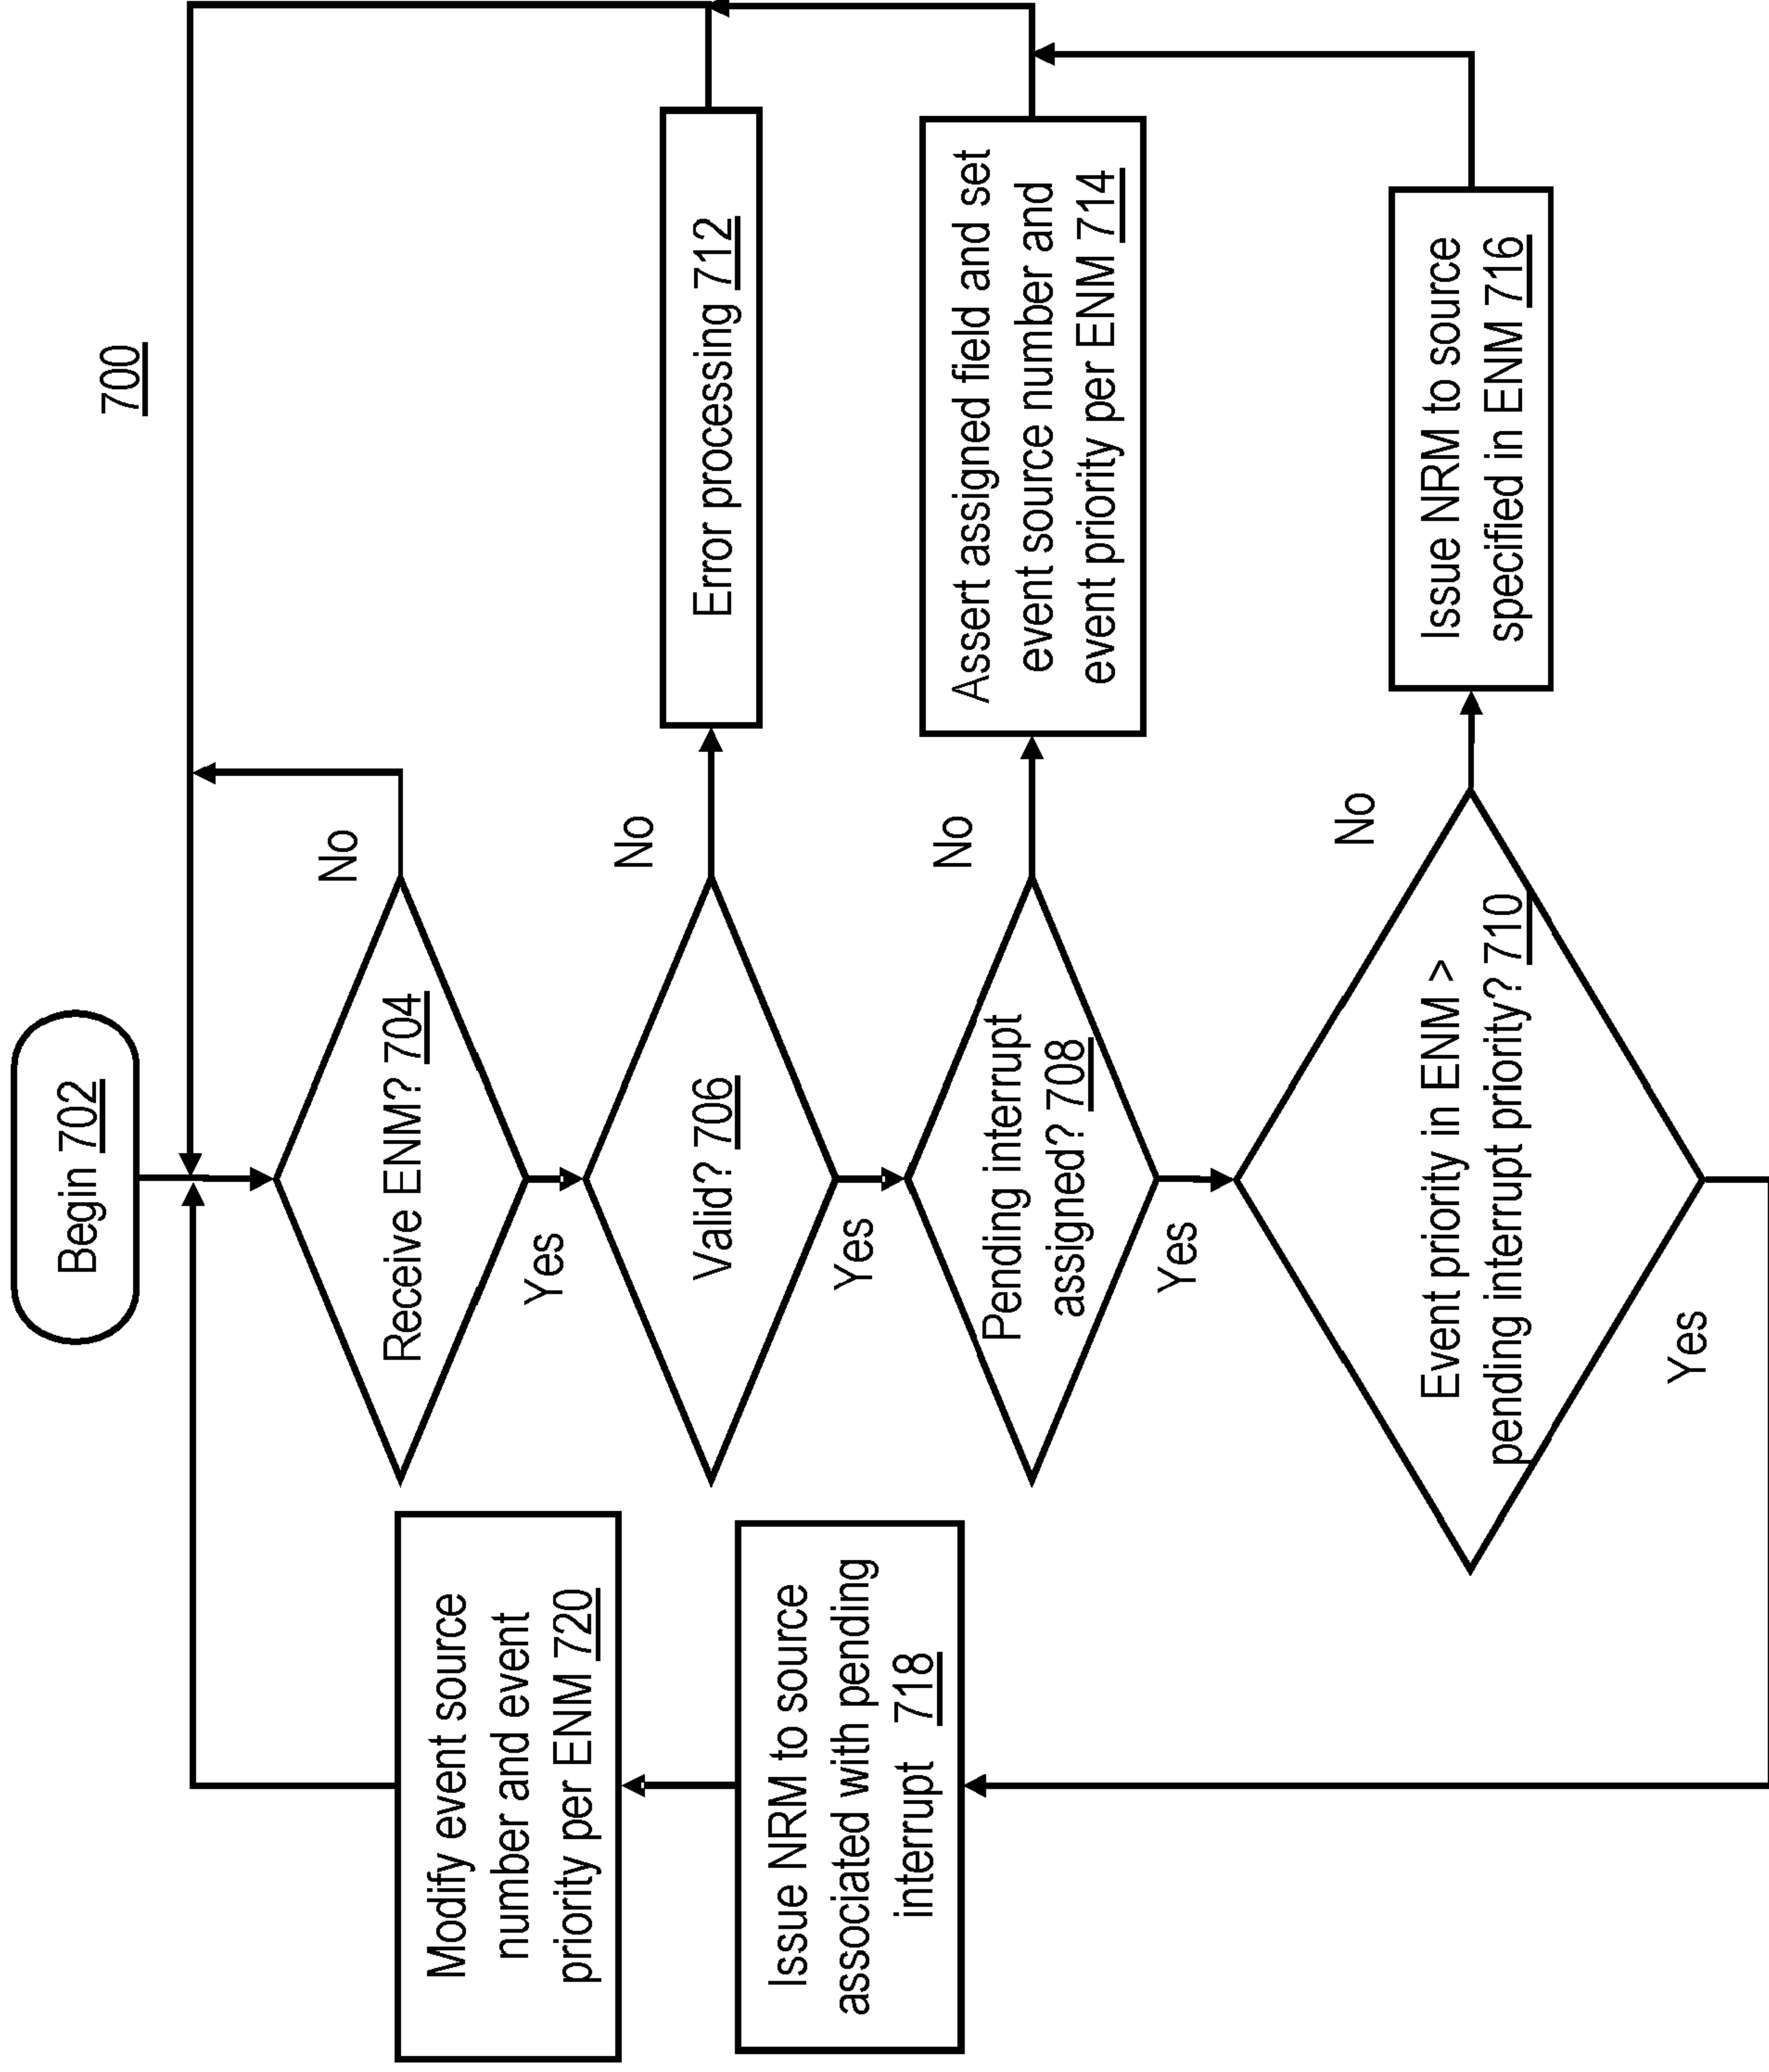 700
Begin 702
Receive ENM? 704
No
Yes
Valid? 706
No
Yes
Error processing 712
Pending interrupt
assigned? 708
No
Yes
Assert assigned field and set
event source number and
event priority per ENM 714
Event priority in ENM >
pending interrupt priority? 710
No
Yes
Issue NRM to source
specified in ENM 716
Issue NRM to source
associated with pending
interrupt 718
Modify event source
number and event
priority per ENM 720